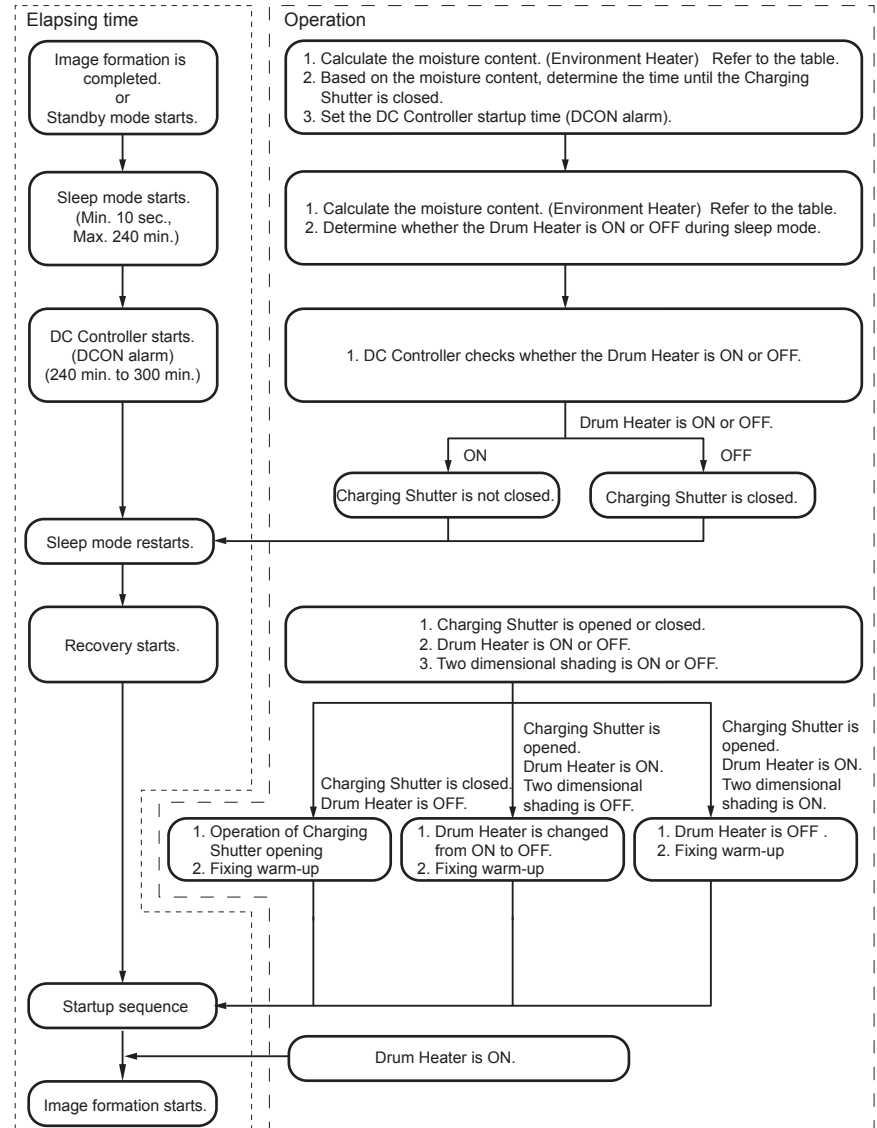 Elapsing time
Operation
Image formation is
completed.
or
Standby mode starts.
1. Calculate the moisture content. (Environment Heater)   Refer to the table.
2. Based on the moisture content, determine the time until the Charging
Shutter is closed.
3. Set the DC Controller startup time (DCON alarm).
Sleep mode starts.
(Min. 10 sec.,
Max. 240 min.)
1. Calculate the moisture content. (Environment Heater)  Refer to the table.
2. Determine whether the Drum Heater is ON or OFF during sleep mode.
DC Controller starts.
(DCON alarm)
(240 min. to 300 min.)
1. DC Controller checks whether the Drum Heater is ON or OFF.
Drum Heater is ON or OFF.
ON
OFF
Charging Shutter is not closed.
Charging Shutter is closed.
Sleep mode restarts.
Recovery starts.
1. Charging Shutter is opened or closed.
2. Drum Heater is ON or OFF.
3. Two dimensional shading is ON or OFF.
Charging Shutter is closed.
Drum Heater is OFF.
Charging Shutter is
opened.
Drum Heater is ON.
Two dimensional
shading is OFF.
Charging Shutter is
opened.
Drum Heater is ON.
Two dimensional
shading is ON.
1. Operation of Charging
Shutter opening
2. Fixing warm-up
1. Drum Heater is changed
from ON to OFF.
2. Fixing warm-up
1. Drum Heater is OFF .
2. Fixing warm-up
Startup sequence
Drum Heater is ON.
Image formation starts.